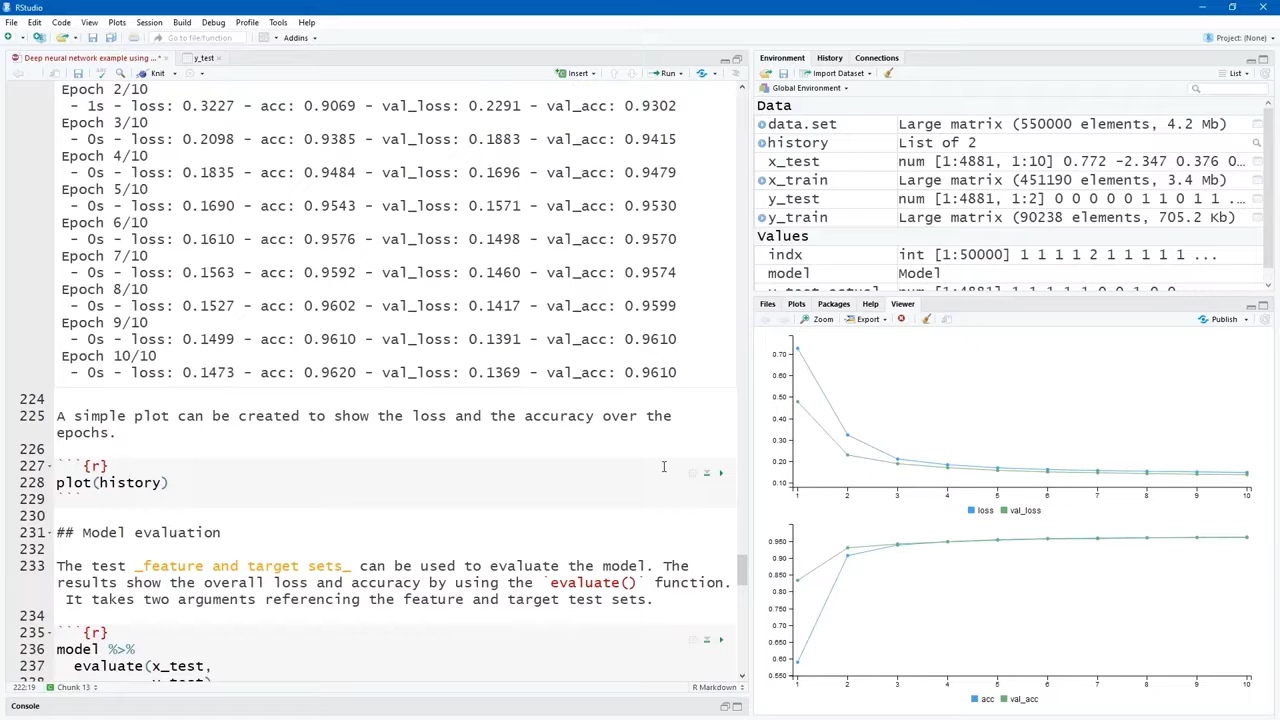 RStudio
File Edit Code View Plots Session Build Debug Profile Tools Help
Go to file/function Addins Project: (None)
Deep neural network example using ...* y_test
Knit Insert Run
Epoch 2/10
- 1s - loss: 0.3227 - acc: 0.9069 - val_loss: 0.2291 - val_acc: 0.9302
Epoch 3/10
- 0s - loss: 0.2098 - acc: 0.9385 - val_loss: 0.1883 - val_acc: 0.9415
Epoch 4/10
- 0s - loss: 0.1835 - acc: 0.9484 - val_loss: 0.1696 - val_acc: 0.9479
Epoch 5/10
- 0s - loss: 0.1690 - acc: 0.9543 - val_loss: 0.1571 - val_acc: 0.9530
Epoch 6/10
- 0s - loss: 0.1610 - acc: 0.9576 - val_loss: 0.1498 - val_acc: 0.9570
Epoch 7/10
- 0s - loss: 0.1563 - acc: 0.9592 - val_loss: 0.1460 - val_acc: 0.9574
Epoch 8/10
- 0s - loss: 0.1527 - acc: 0.9602 - val_loss: 0.1417 - val_acc: 0.9599
Epoch 9/10
- 0s - loss: 0.1499 - acc: 0.9610 - val_loss: 0.1391 - val_acc: 0.9610
Epoch 10/10
- 0s - loss: 0.1473 - acc: 0.9620 - val_loss: 0.1369 - val_acc: 0.9610
224
225 A simple plot can be created to show the loss and the accuracy over the
epochs.
226
227 ```{r}
228 plot(history)
229 ```
230
231 ## Model evaluation
232
233 The test _feature and target sets_ can be used to evaluate the model. The
results show the overall loss and accuracy by using the `evaluate()` function.
It takes two arguments referencing the feature and target test sets.
234
235 ```{r}
236 model %>%
237 evaluate(x_test,
238 y_test)
222:19 Chunk 13 R Markdown
Console
Environment History Connections
Import Dataset List
Global Environment
Data
data.set Large matrix (550000 elements, 4.2 Mb)
history List of 2
x_test num [1:4881, 1:10] 0.772 -2.347 0.376 0...
x_train Large matrix (451190 elements, 3.4 Mb)
y_test num [1:4881, 1:2] 0 0 0 0 0 1 1 0 1 1 ...
y_train Large matrix (90238 elements, 705.2 Kb)
Values
indx int [1:50000] 1 1 1 1 2 1 1 1 1 1 ...
model Model
Files Plots Packages Help Viewer
Zoom Export Publish
0.70
0.60
0.50
0.40
0.30
0.20
0.10
1 2 3 4 5 6 7 8 9 10
loss val_loss
0.950
0.900
0.850
0.800
0.750
0.700
0.650
0.600
0.550
1 2 3 4 5 6 7 8 9 10
acc val_acc